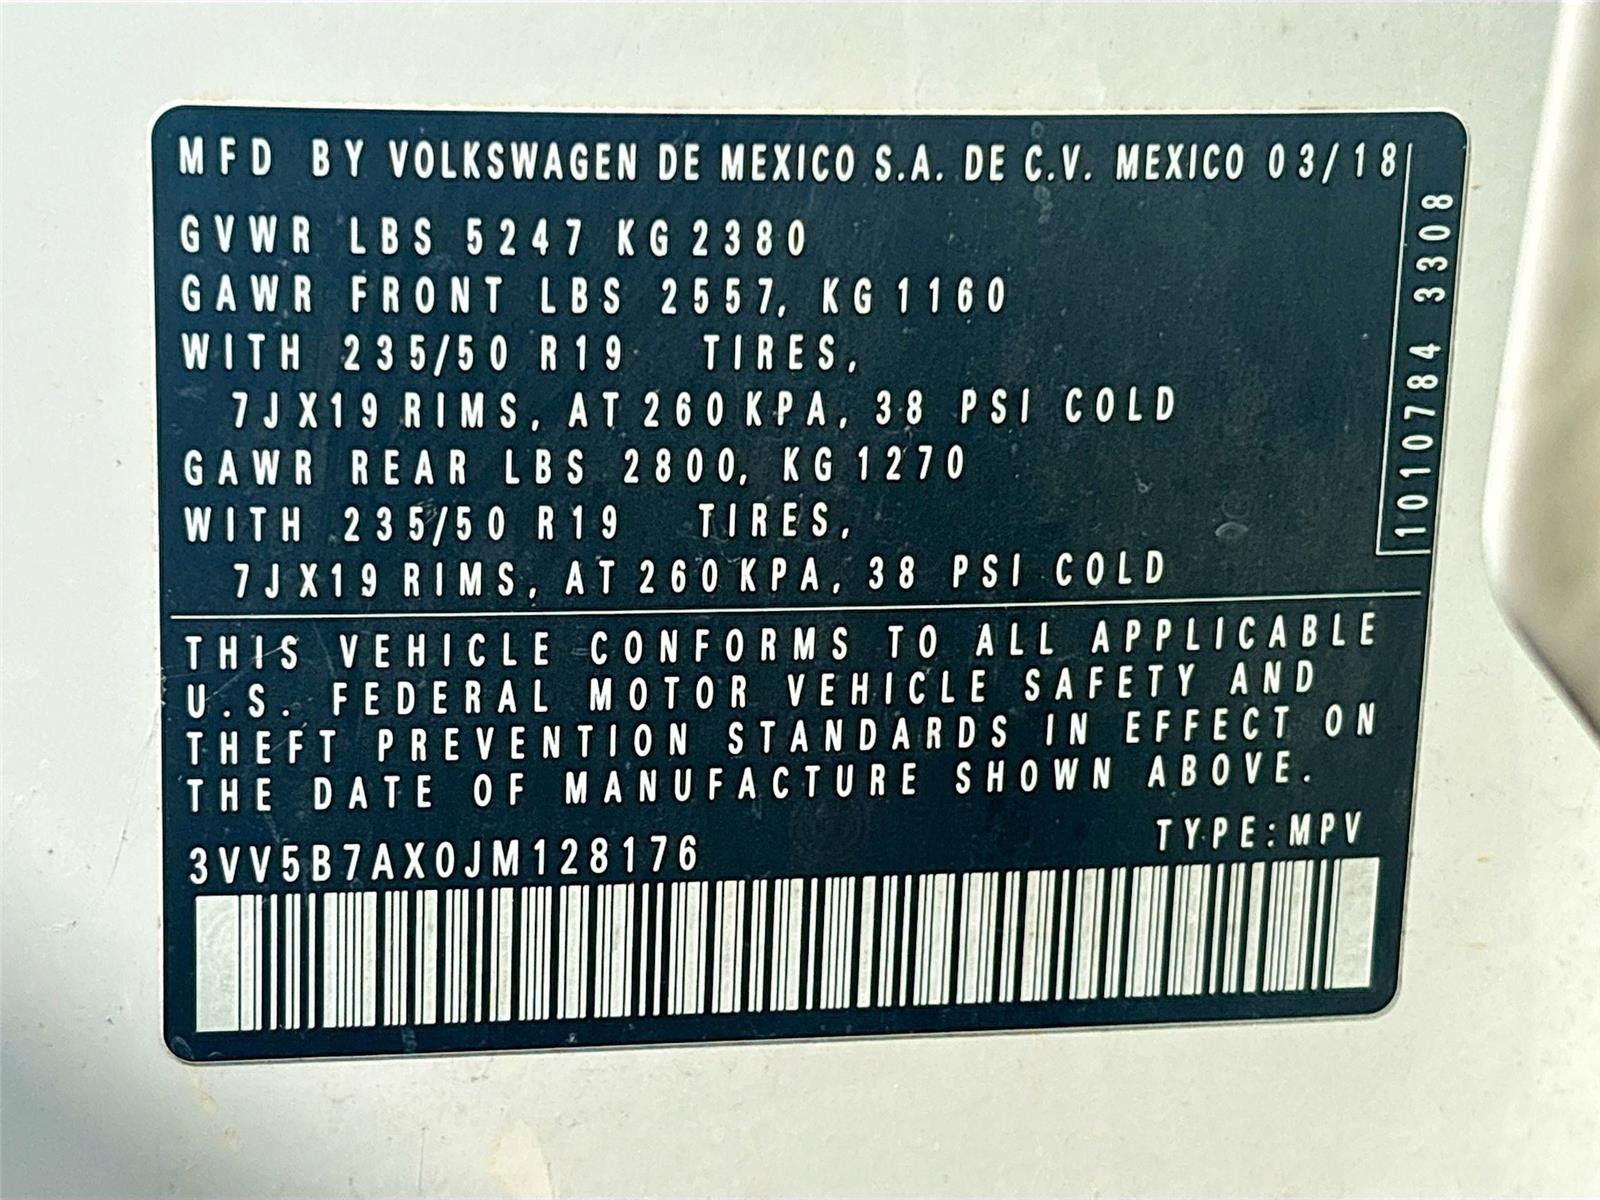 MFD BY VOLKSWAGEN DE MEXICO S.A. DE C.V. MEXICO 03/18
GVWR LBS 5247 KG 2380
GAWR FRONT LBS 2557, KG 1160
WITH 235/50 R19 TIRES,
7JX19 RIMS, AT 260 KPA, 38 PSI COLD
GAWR REAR LBS 2800, KG 1270
WITH 235/50 R19 TIRES,
7JX19 RIMS, AT 260 KPA, 38 PSI COLD
1010784 3308
THIS VEHICLE CONFORMS TO ALL APPLICABLE
U.S. FEDERAL MOTOR VEHICLE SAFETY AND
THEFT PREVENTION STANDARDS IN EFFECT ON
THE DATE OF MANUFACTURE SHOWN ABOVE.
3VV5B7AX0JM128176
TYPE: MPV